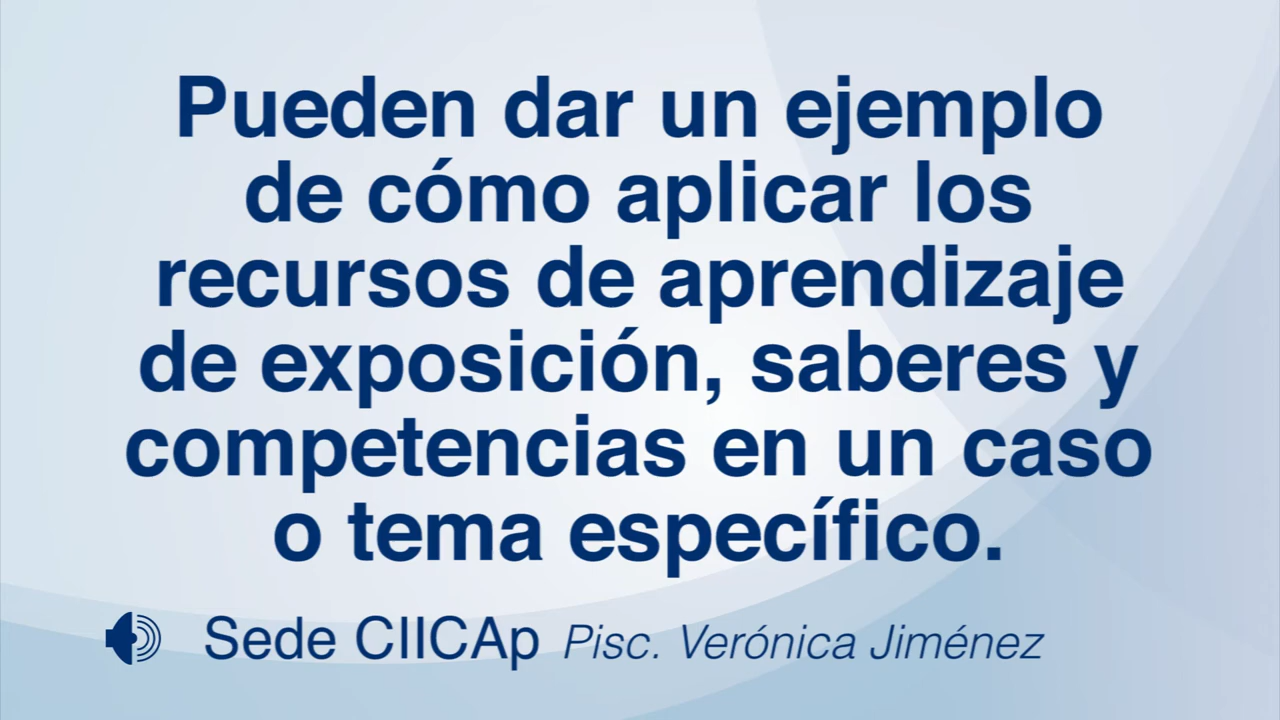 Pueden dar un ejemplo
de cómo aplicar los
recursos de aprendizaje
de exposición, saberes y
competencias en un caso
o tema específico.
Sede CIICAp Pisc. Verónica Jiménez